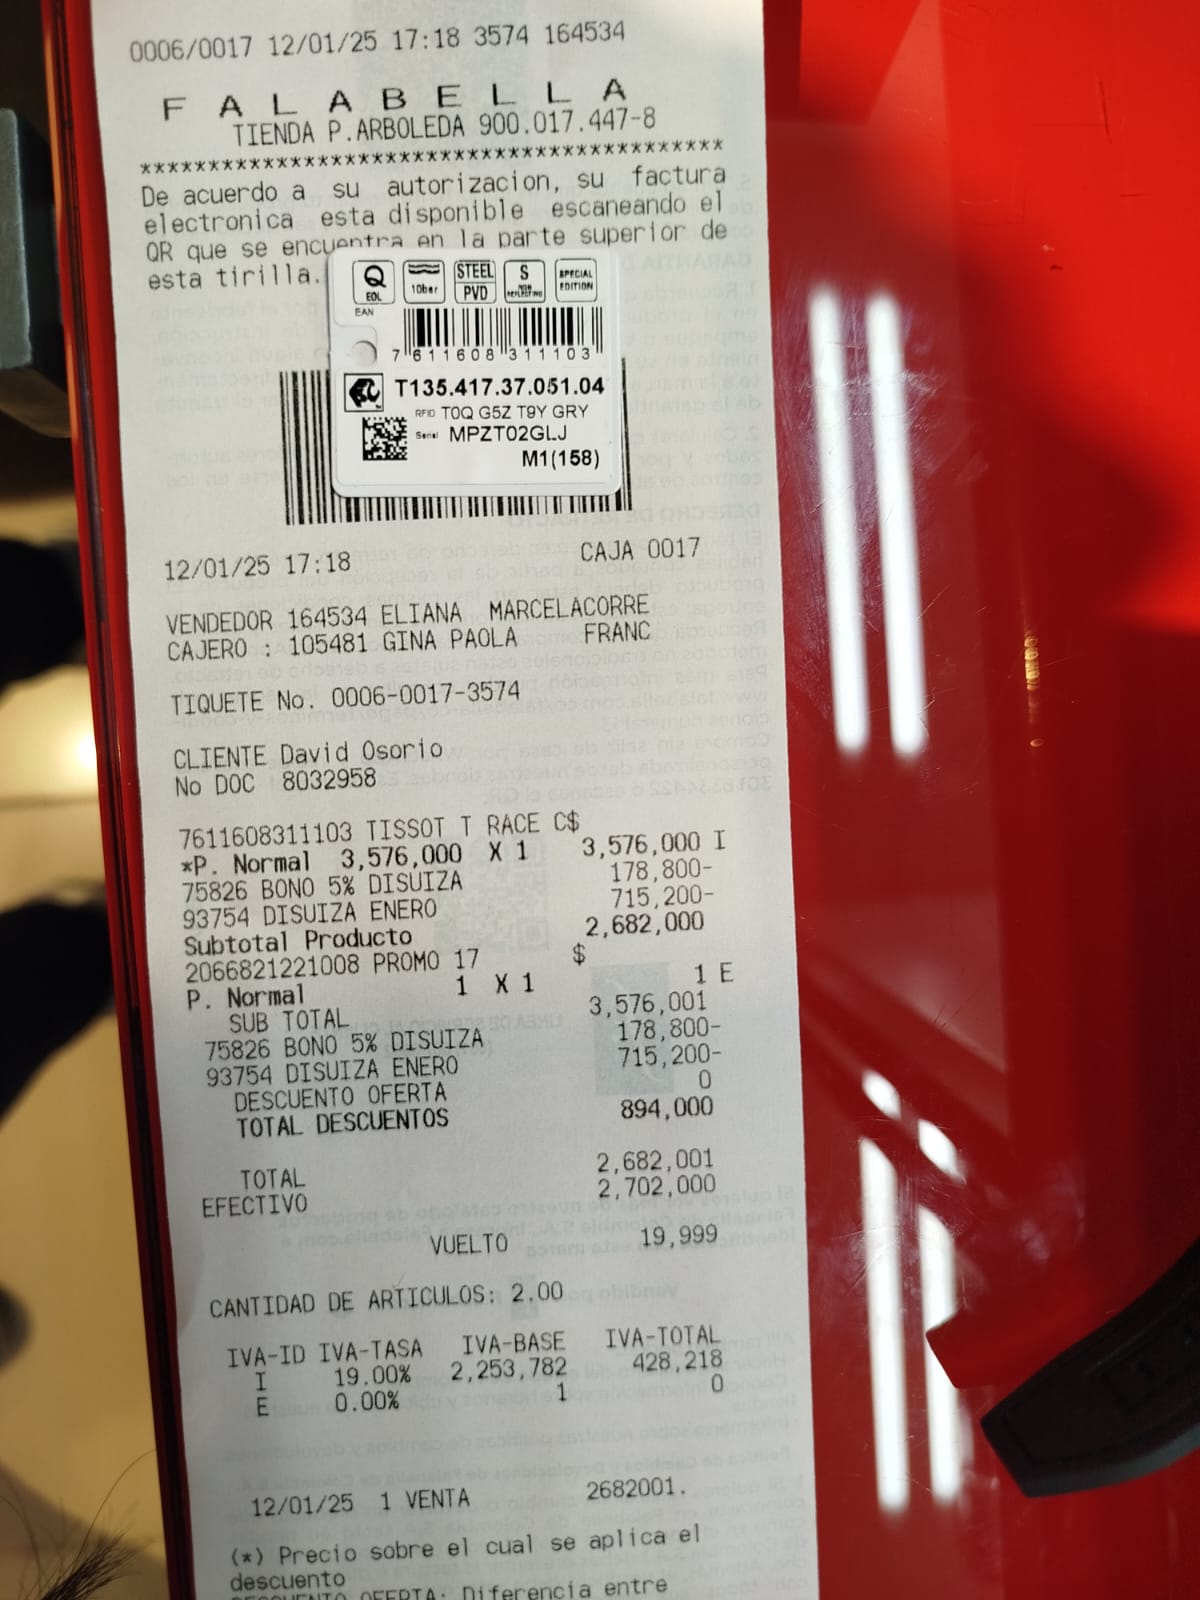 0006/0017 12/01/25 17:18 3574 164534
F A L A B E L L A
TIENDA P.ARBOLEDA 900.017.447-8
*******************************************
De acuerdo a su autorizacion, su factura
electronica esta disponible escaneando el
QR que se encuentra en la parte superior de
esta tirilla.
Q EOL
10bar
STEEL PVD
S NON REFLECTING
SPECIAL EDITION
EAN
7 611608 311103
T135.417.37.051.04
RFID T0Q G5Z T9Y GRY
Serial MPZT02GLJ
M1(158)
12/01/25 17:18 CAJA 0017
VENDEDOR 164534 ELIANA MARCELACORRE
CAJERO : 105481 GINA PAOLA FRANC
TIQUETE No. 0006-0017-3574
CLIENTE David Osorio
No DOC 8032958
7611608311103 TISSOT T RACE C$
*P. Normal 3,576,000 X 1 3,576,000 I
75826 BONO 5% DISUIZA 178,800-
93754 DISUIZA ENERO 715,200-
Subtotal Producto 2,682,000
2066821221008 PROMO 17 $
P. Normal 1 X 1 1 E
SUB TOTAL 3,576,001
75826 BONO 5% DISUIZA 178,800-
93754 DISUIZA ENERO 715,200-
DESCUENTO OFERTA 0
TOTAL DESCUENTOS 894,000
TOTAL 2,682,001
EFECTIVO 2,702,000
VUELTO 19,999
CANTIDAD DE ARTICULOS: 2.00
IVA-ID IVA-TASA IVA-BASE IVA-TOTAL
I 19.00% 2,253,782 428,218
E 0.00% 1 0
12/01/25 1 VENTA 2682001.
(*) Precio sobre el cual se aplica el
descuento
DESCUENTO OFERTA: Diferencia entre